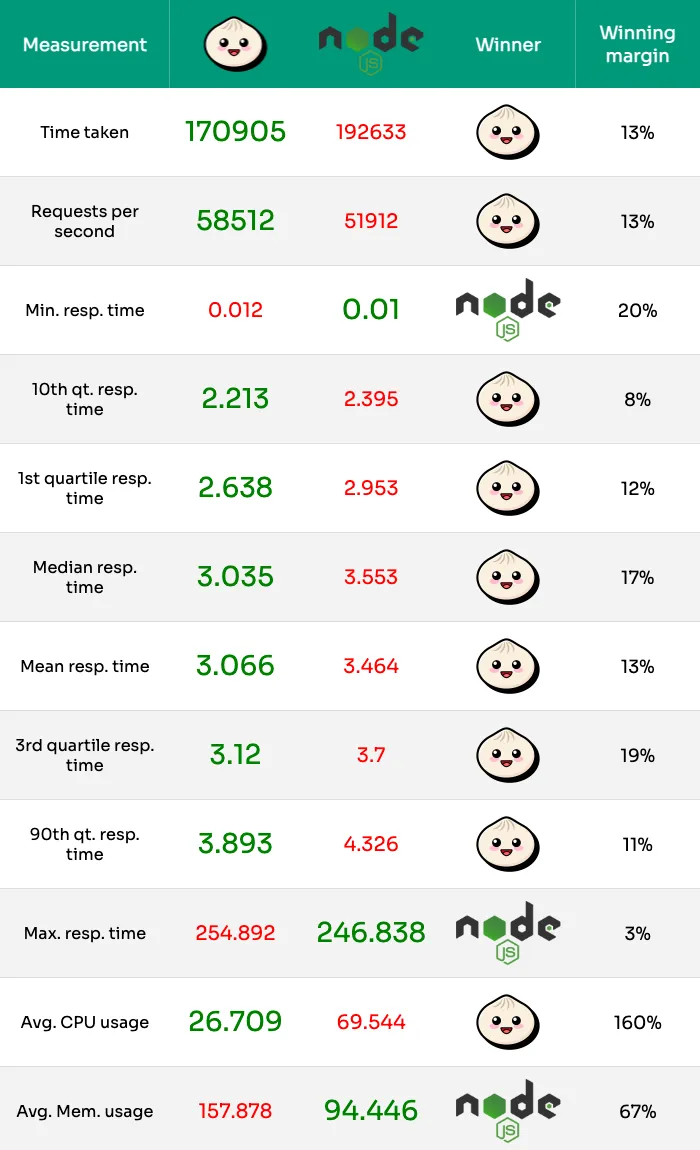 Measurement
node
JS
Winner
Winning
margin
Time taken
170905
192633
13%
Requests per
second
58512
51912
13%
Min. resp. time
0.012
0.01
node
JS
20%
10th qt. resp.
time
2.213
2.395
8%
1st quartile resp.
time
2.638
2.953
12%
Median resp.
time
3.035
3.553
17%
Mean resp. time
3.066
3.464
13%
3rd quartile resp.
time
3.12
3.7
19%
90th qt. resp.
time
3.893
4.326
11%
Max. resp. time
254.892
246.838
node
JS
3%
Avg. CPU usage
26.709
69.544
160%
Avg. Mem. usage
157.878
94.446
node
JS
67%